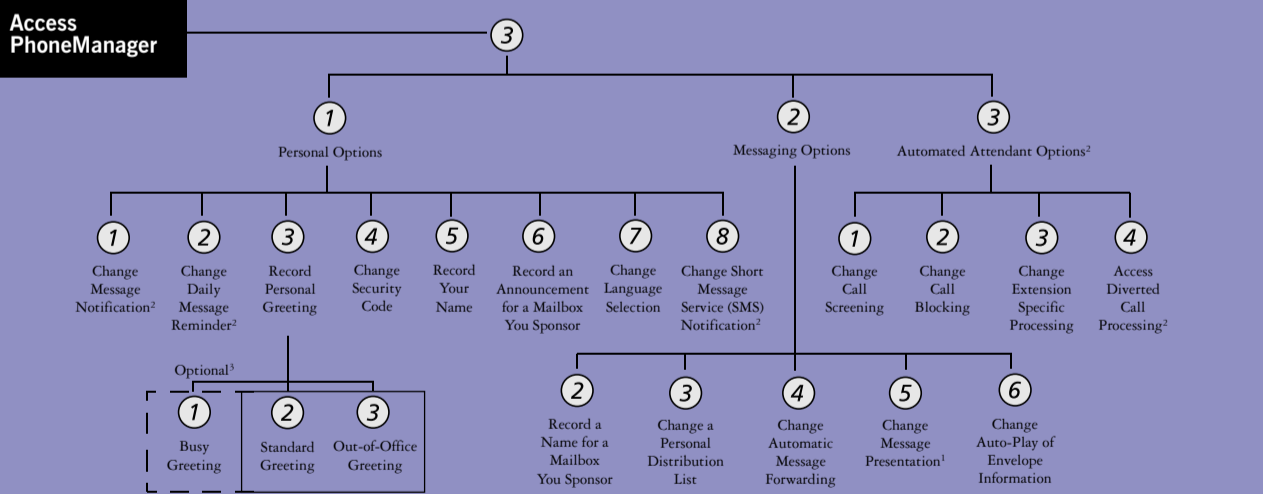 Access
PhoneManager
3
1
Personal Options
2
Messaging Options
3
Automated Attendant Options²
1
Change
Message
Notification²
2
Change
Daily
Message
Reminder²
3
Record
Personal
Greeting
4
Change
Security
Code
5
Record
Your
Name
6
Record an
Announcement
for a Mailbox
You Sponsor
7
Change
Language
Selection
8
Change Short
Message
Service (SMS)
Notification²
1
Change
Call
Screening
2
Change
Call
Blocking
3
Change
Extension
Specific
Processing
4
Access
Diverted
Call
Processing²
Optional³
1
Busy
Greeting
2
Standard
Greeting
3
Out-of-Office
Greeting
2
Record a
Name for a
Mailbox
You Sponsor
3
Change a
Personal
Distribution
List
4
Change
Automatic
Message
Forwarding
5
Change
Message
Presentation¹
6
Change
Auto-Play of
Envelope
Information